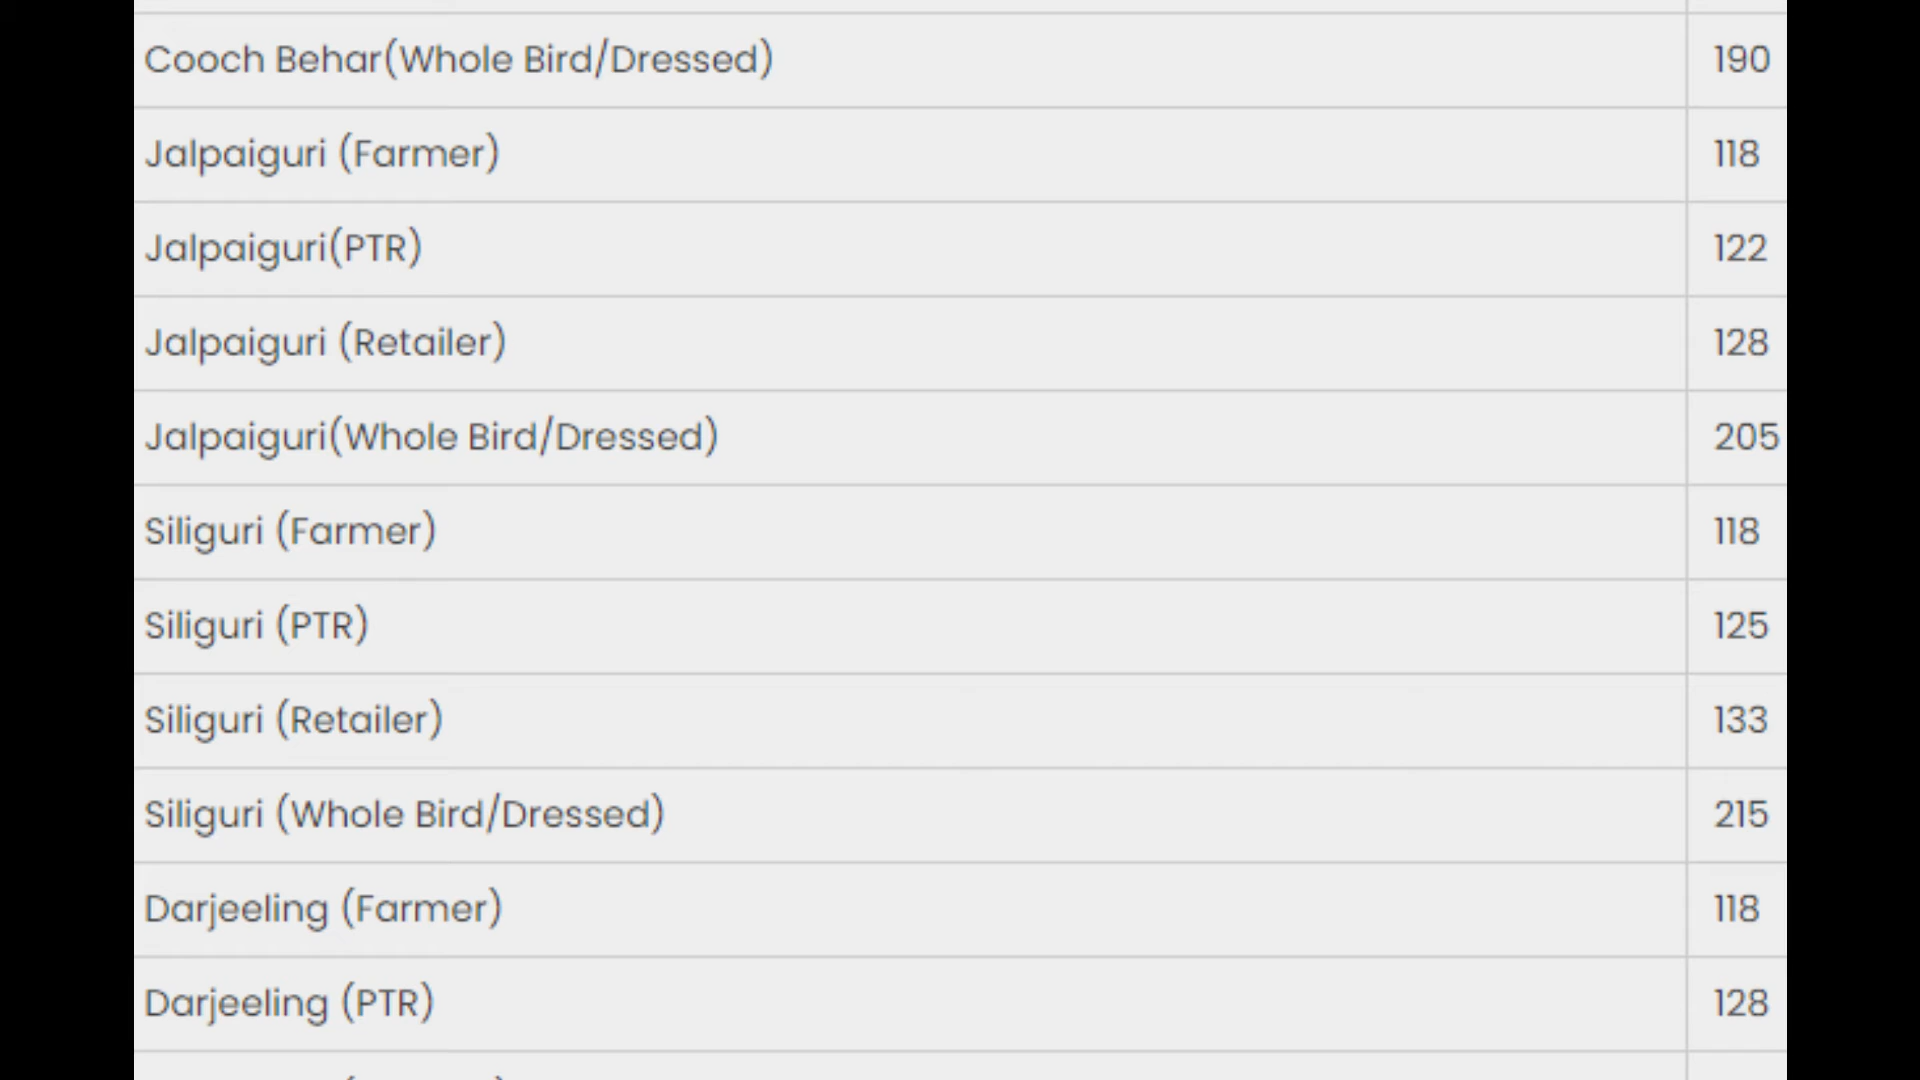 Cooch Behar(Whole Bird/Dressed) 190
Jalpaiguri (Farmer) 118
Jalpaiguri(PTR) 122
Jalpaiguri (Retailer) 128
Jalpaiguri(Whole Bird/Dressed) 205
Siliguri (Farmer) 118
Siliguri (PTR) 125
Siliguri (Retailer) 133
Siliguri (Whole Bird/Dressed) 215
Darjeeling (Farmer) 118
Darjeeling (PTR) 128